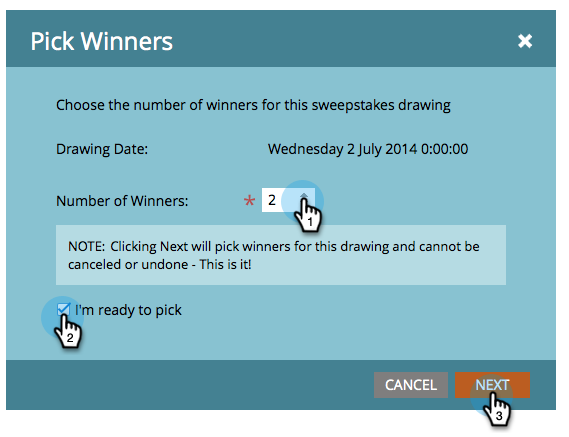 Pick Winners
Choose the number of winners for this sweepstakes drawing
Drawing Date: Wednesday 2 July 2014 0:00:00
Number of Winners: * 2
1
NOTE: Clicking Next will pick winners for this drawing and cannot be
canceled or undone - This is it!
I'm ready to pick
2
CANCEL NEXT
3